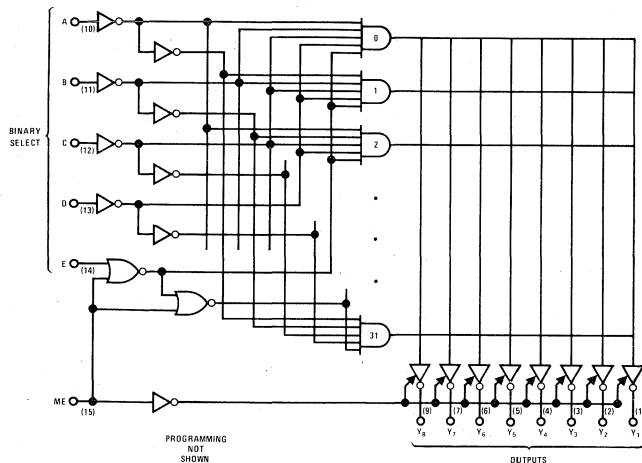 A
(10)
0
B
(11)
1
BINARY
SELECT
C
(12)
2
D
(13)
E
(14)
31
ME
(15)
(9) (7) (6) (5) (4) (3) (2) (1
Y8 Y7 Y6 Y5 Y4 Y3 Y2 Y1
PROGRAMMING
NOT
SHOWN
OUTPUTS